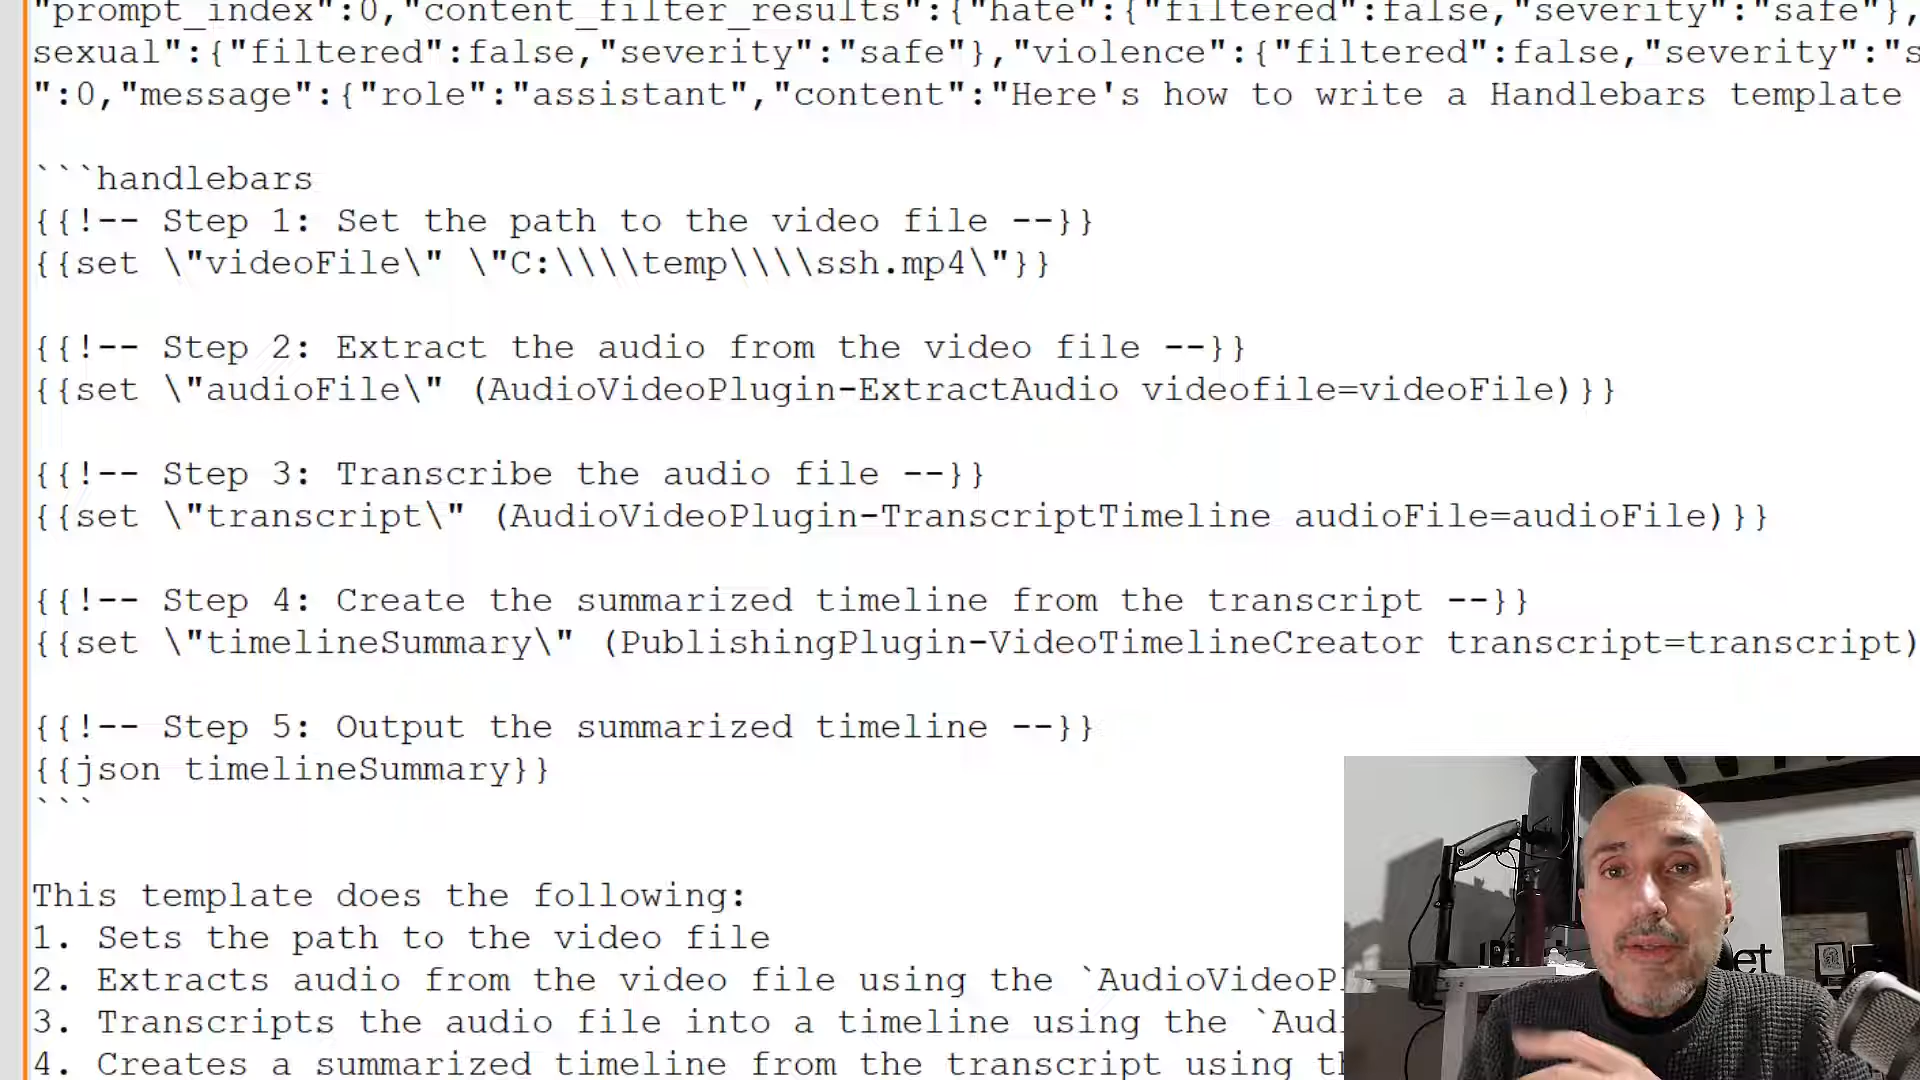 "prompt_index":0,"content_filter_results":{"hate":{"filtered":false,"severity":"safe"},
sexual":{"filtered":false,"severity":"safe"},"violence":{"filtered":false,"severity":"s
":0,"message":{"role":"assistant","content":"Here's how to write a Handlebars template
```handlebars
{{!-- Step 1: Set the path to the video file --}}
{{set \"videoFile\" \"C:\\\\temp\\\\ssh.mp4\"}}
{{!-- Step 2: Extract the audio from the video file --}}
{{set \"audioFile\" (AudioVideoPlugin-ExtractAudio videofile=videoFile)}}
{{!-- Step 3: Transcribe the audio file --}}
{{set \"transcript\" (AudioVideoPlugin-TranscriptTimeline audioFile=audioFile)}}
{{!-- Step 4: Create the summarized timeline from the transcript --}}
{{set \"timelineSummary\" (PublishingPlugin-VideoTimelineCreator transcript=transcript)
{{!-- Step 5: Output the summarized timeline --}}
{{json timelineSummary}}
```
This template does the following:
1. Sets the path to the video file
2. Extracts audio from the video file using the `AudioVideoPl
3. Transcripts the audio file into a timeline using the `Aud
4. Creates a summarized timeline from the transcript using th
et